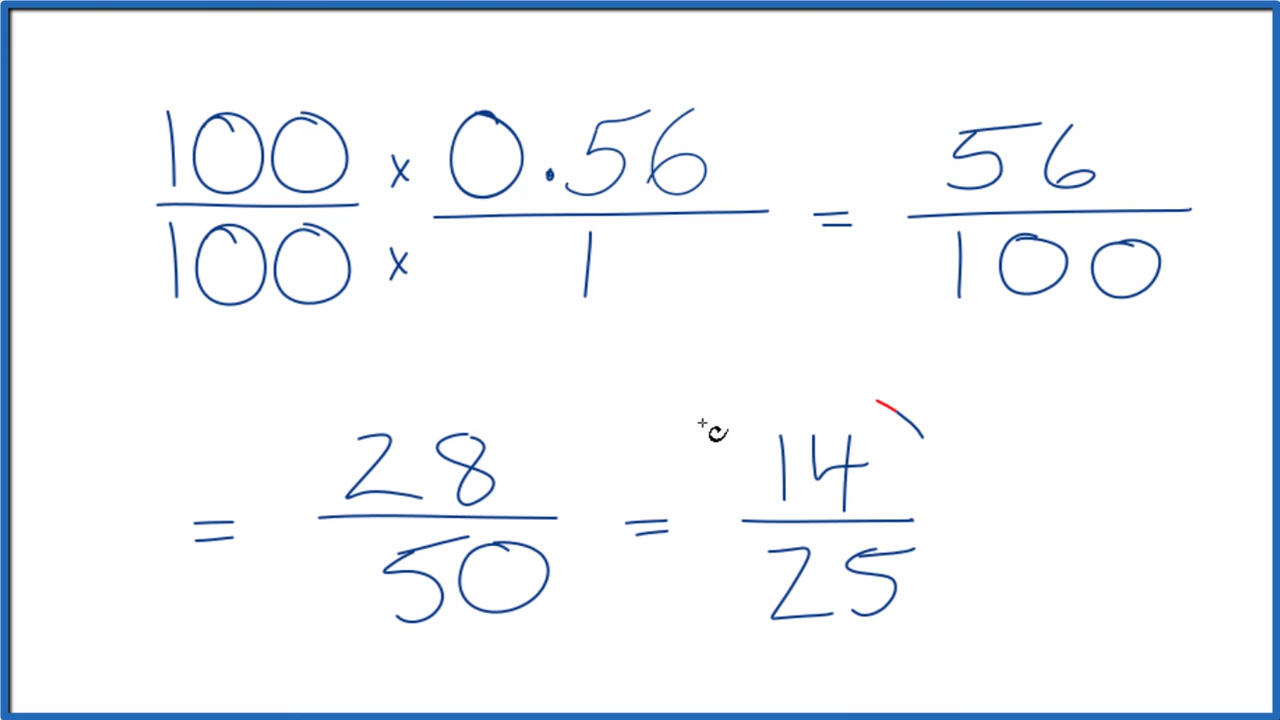 100/100 × 0.56/1 = 56/100
= 28/50 = 14/25